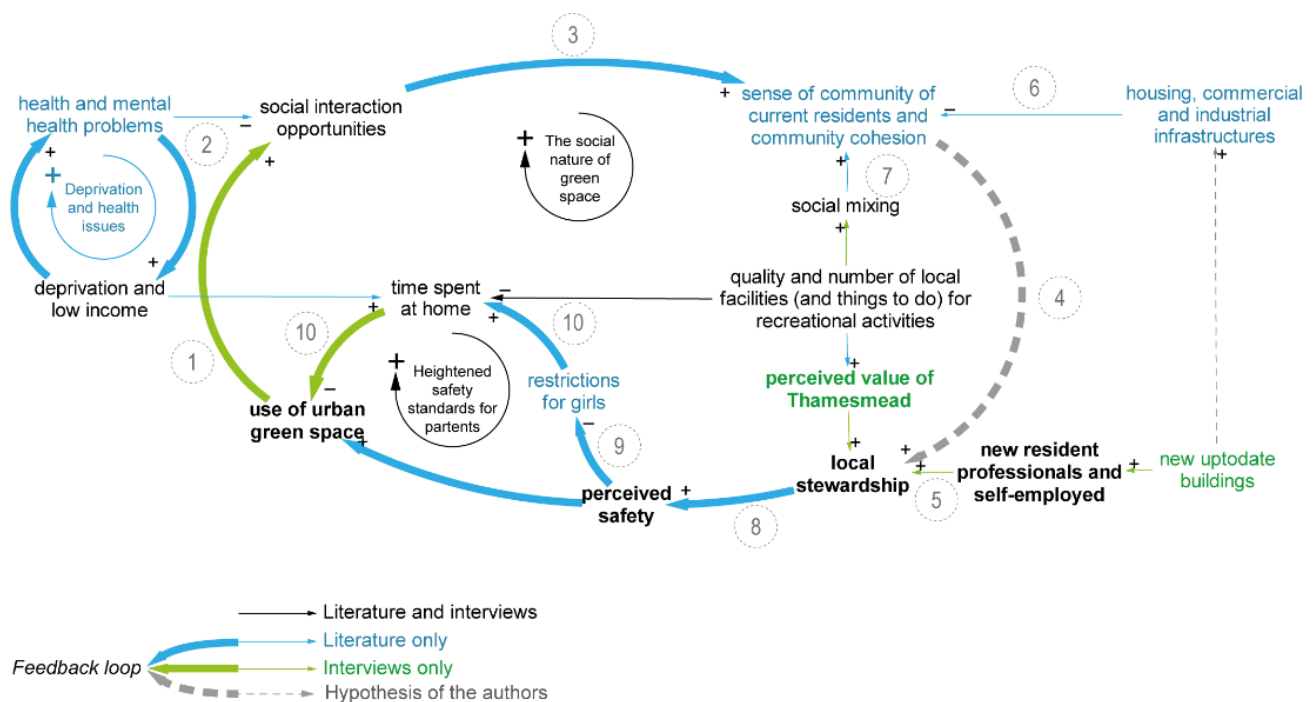 3
health and mental
health problems
2
social interaction
opportunities
+
sense of community of
current residents and
community cohesion
6
housing, commercial
and industrial
infrastructures
−
−
+
+
+
The social
nature of
green
space
+
+
+
Deprivation
and health
issues
7
social mixing
+
+
deprivation and
low income
time spent
at home
−
+
+
quality and number of local
facilities (and things to do) for
recreational activities
4
1
10
10
+
Heightened
safety
standards for
partents
restrictions
for girls
+
perceived value of
Thamesmead
−
use of urban
green space
+
−
9
perceived
safety
+
8
+
+
+
local
stewardship
5
new resident
professionals and
self-employed
+
new uptodate
buildings
Literature and interviews
Literature only
Feedback loop
Interviews only
Hypothesis of the authors